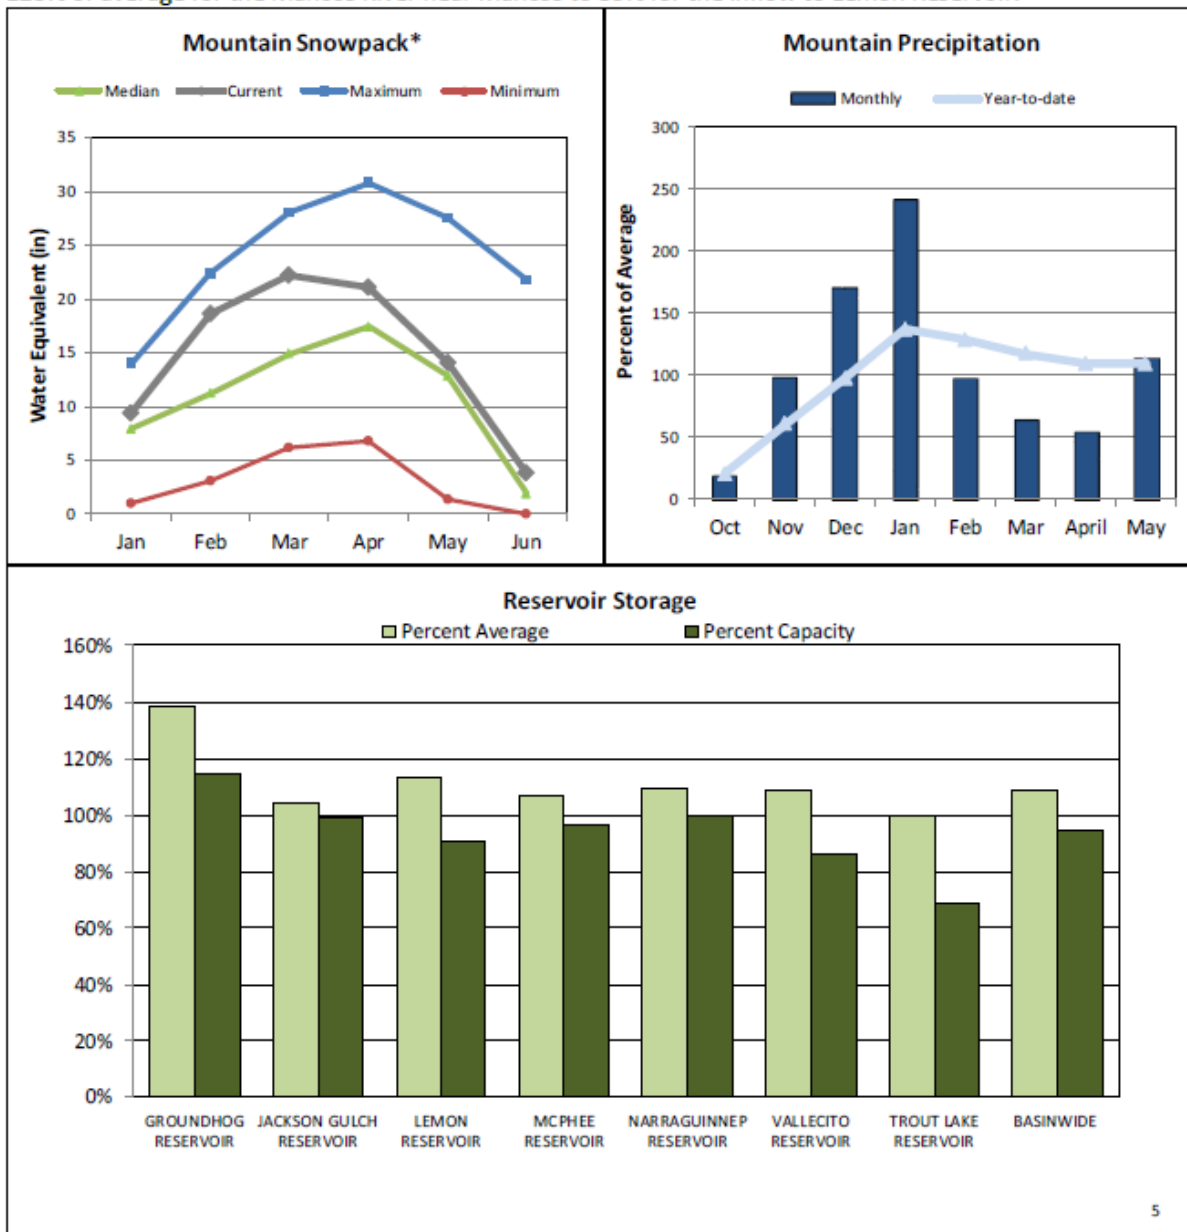 Mountain Snowpack*
Median Current Maximum Minimum
35
30
25
20
15
10
5
0
Water Equivalent (in)
Jan Feb Mar Apr May Jun
Mountain Precipitation
Monthly Year-to-date
300
250
200
150
100
50
0
Percent of Average
Oct Nov Dec Jan Feb Mar April May
Reservoir Storage
Percent Average Percent Capacity
160%
140%
120%
100%
80%
60%
40%
20%
0%
GROUNDHOG RESERVOIR
JACKSON GULCH RESERVOIR
LEMON RESERVOIR
MCPHEE RESERVOIR
NARRAGUINNEP RESERVOIR
VALLECITO RESERVOIR
TROUT LAKE RESERVOIR
BASINWIDE
5